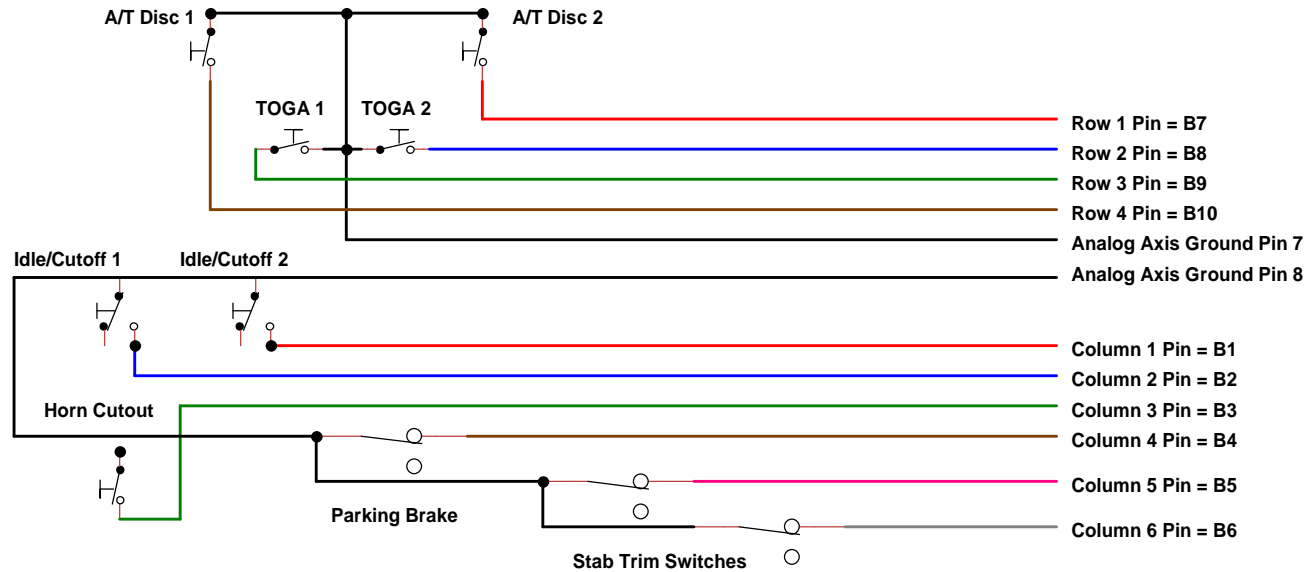 A/T Disc 1
A/T Disc 2
TOGA 1
TOGA 2
Row 1 Pin = B7
Row 2 Pin = B8
Row 3 Pin = B9
Row 4 Pin = B10
Analog Axis Ground Pin 7
Idle/Cutoff 1
Idle/Cutoff 2
Analog Axis Ground Pin 8
Column 1 Pin = B1
Column 2 Pin = B2
Horn Cutout
Column 3 Pin = B3
Column 4 Pin = B4
Column 5 Pin = B5
Parking Brake
Column 6 Pin = B6
Stab Trim Switches